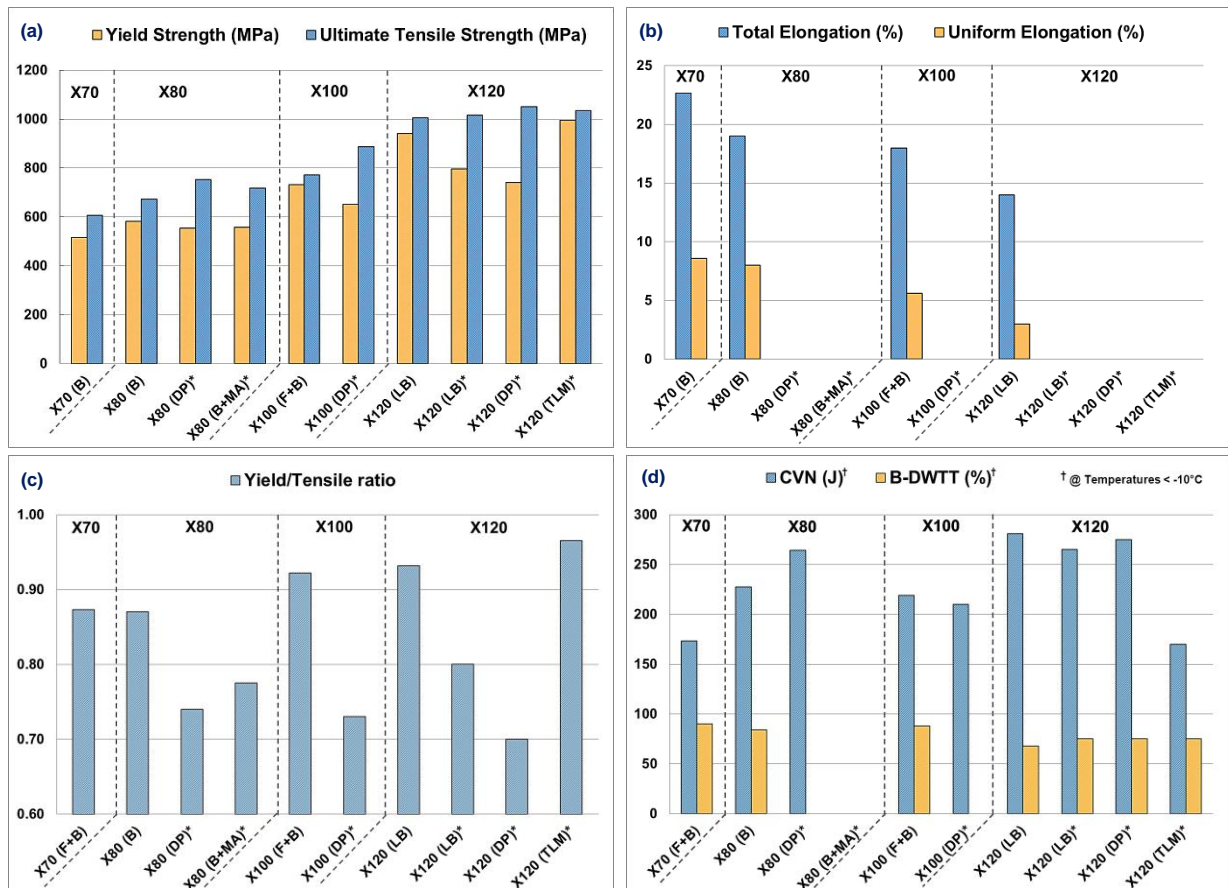 (a)
Yield Strength (MPa) Ultimate Tensile Strength (MPa)
1200
1000
800
600
400
200
0
X70 X80 X100 X120
X70 (B) X80 (B) X80 (DP)* X80 (B+MA)* X100 (F+B) X100 (DP)* X120 (LB) X120 (LB)* X120 (DP)* X120 (TLM)*
(b)
Total Elongation (%) Uniform Elongation (%)
25
20
15
10
5
0
X70 X80 X100 X120
X70 (B) X80 (B) X80 (DP)* X80 (B+MA)* X100 (F+B) X100 (DP)* X120 (LB) X120 (LB)* X120 (DP)* X120 (TLM)*
(c)
Yield/Tensile ratio
1.00
0.90
0.80
0.70
0.60
X70 X80 X100 X120
X70 (F+B) X80 (B) X80 (DP)* X80 (B+MA)* X100 (F+B) X100 (DP)* X120 (LB) X120 (LB)* X120 (DP)* X120 (TLM)*
(d)
CVN (J)† B-DWTT (%)† † @ Temperatures < -10°C
300
250
200
150
100
50
0
X70 X80 X100 X120
X70 (F+B) X80 (B) X80 (DP)* X80 (B+MA)* X100 (F+B) X100 (DP)* X120 (LB) X120 (LB)* X120 (DP)* X120 (TLM)*